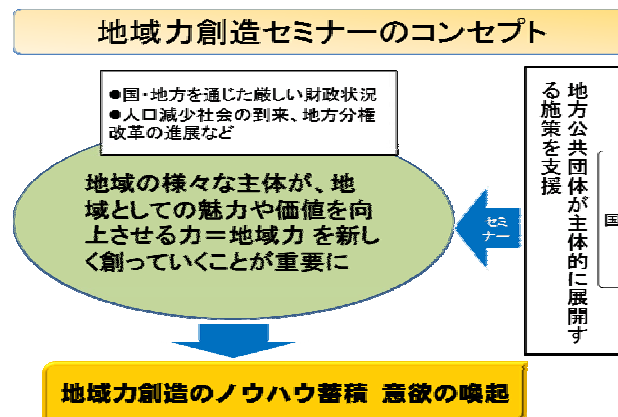 地域力創造セミナーのコンセプト
●国・地方を通じた厳しい財政状況
●人口減少社会の到来、地方分権
改革の進展など
地域の様々な主体が、地
域としての魅力や価値を向
上させる力＝地域力 を新し
く創っていくことが重要に
セミ
ナー
地方公共団体が主体的に展開す
る施策を支援
国
地域力創造のノウハウ蓄積 意欲の喚起